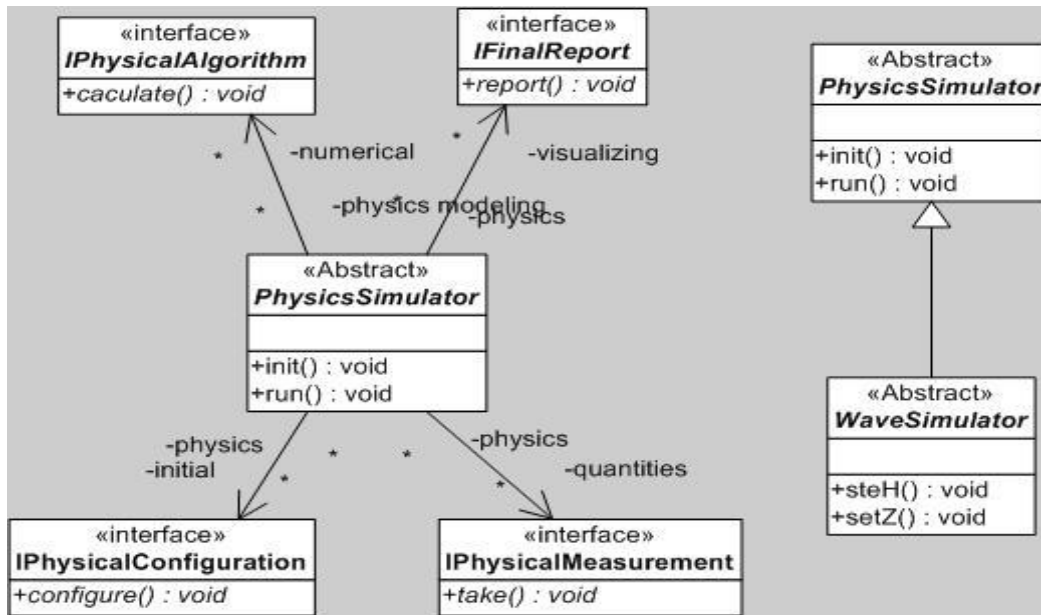 «interface»
IPhysicalAlgorithm
+caculate() : void
«interface»
IFinalReport
+report() : void
«Abstract»
PhysicsSimulator
+init() : void
+run() : void
*
-numerical
*
-visualizing
*
-physics modeling
*
-physics
«Abstract»
PhysicsSimulator
+init() : void
+run() : void
«Abstract»
WaveSimulator
+steH() : void
+setZ() : void
-physics
-initial
*
*
*
-physics
-quantities
*
«interface»
IPhysicalConfiguration
+configure() : void
«interface»
IPhysicalMeasurement
+take() : void